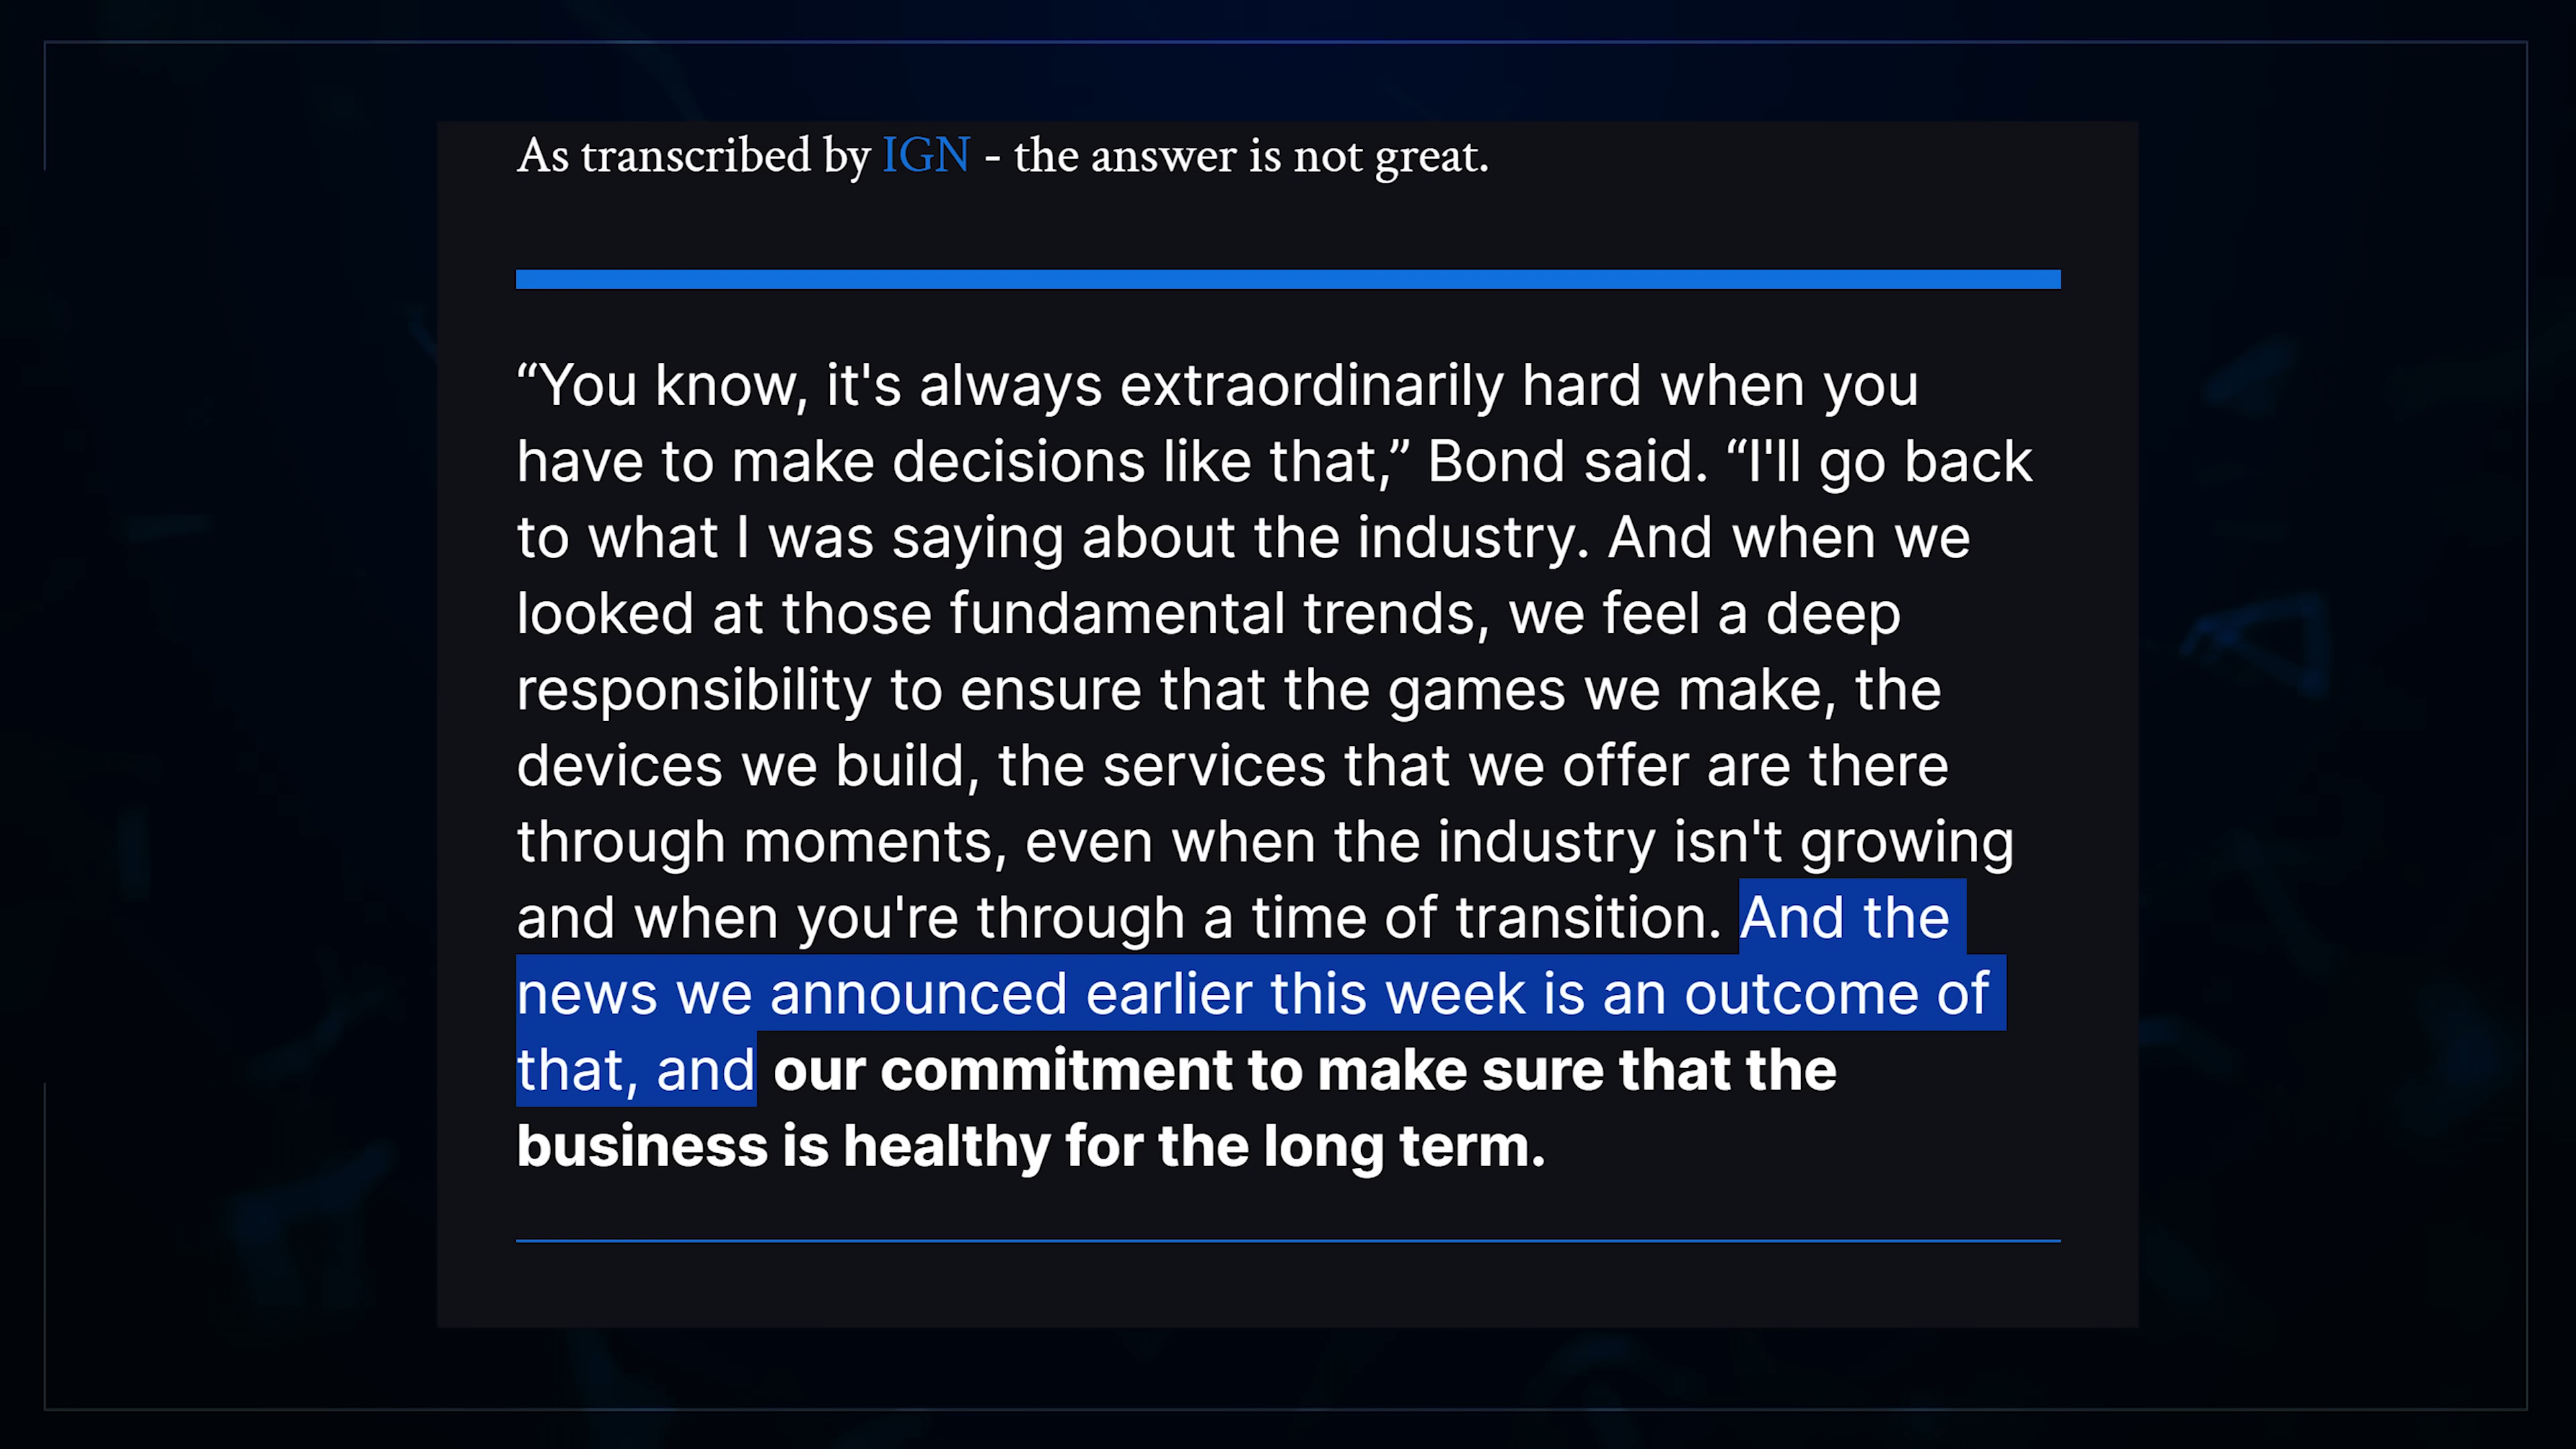 As transcribed by IGN - the answer is not great.
“You know, it's always extraordinarily hard when you
have to make decisions like that,” Bond said. “I'll go back
to what I was saying about the industry. And when we
looked at those fundamental trends, we feel a deep
responsibility to ensure that the games we make, the
devices we build, the services that we offer are there
through moments, even when the industry isn't growing
and when you're through a time of transition. And the
news we announced earlier this week is an outcome of
that, and our commitment to make sure that the
business is healthy for the long term.